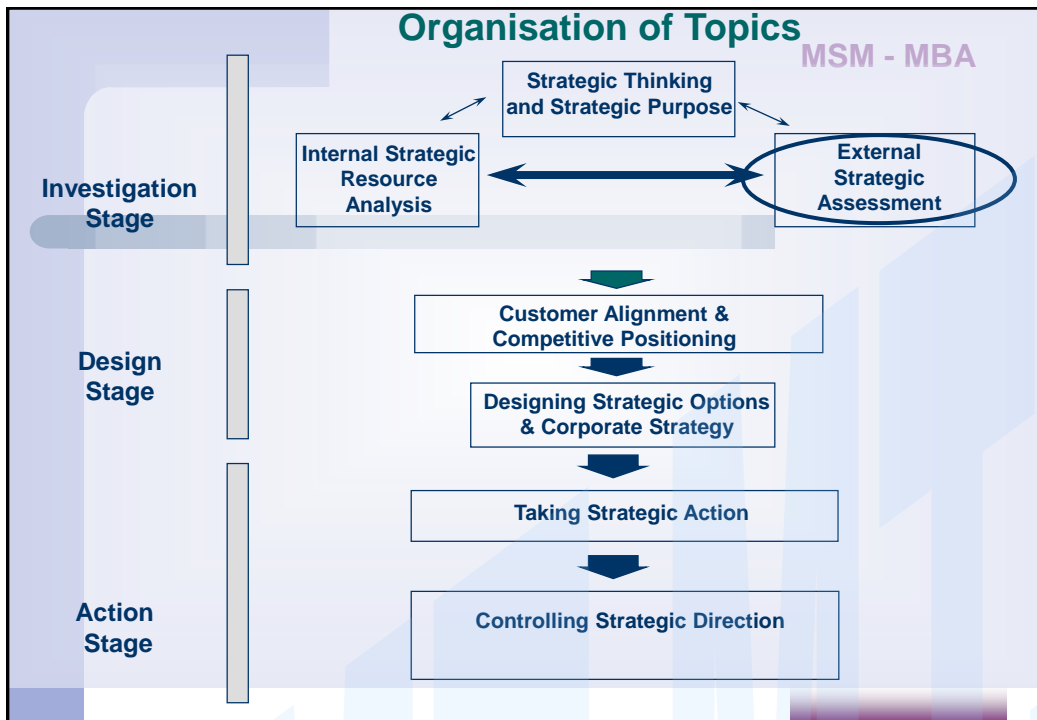 Organisation of Topics
MSM - MBA
Strategic Thinking
and Strategic Purpose
Internal Strategic
Resource
Analysis
External
Strategic
Assessment
Investigation
Stage
Customer Alignment &
Competitive Positioning
Design
Stage
Designing Strategic Options
& Corporate Strategy
Taking Strategic Action
Action
Stage
Controlling Strategic Direction